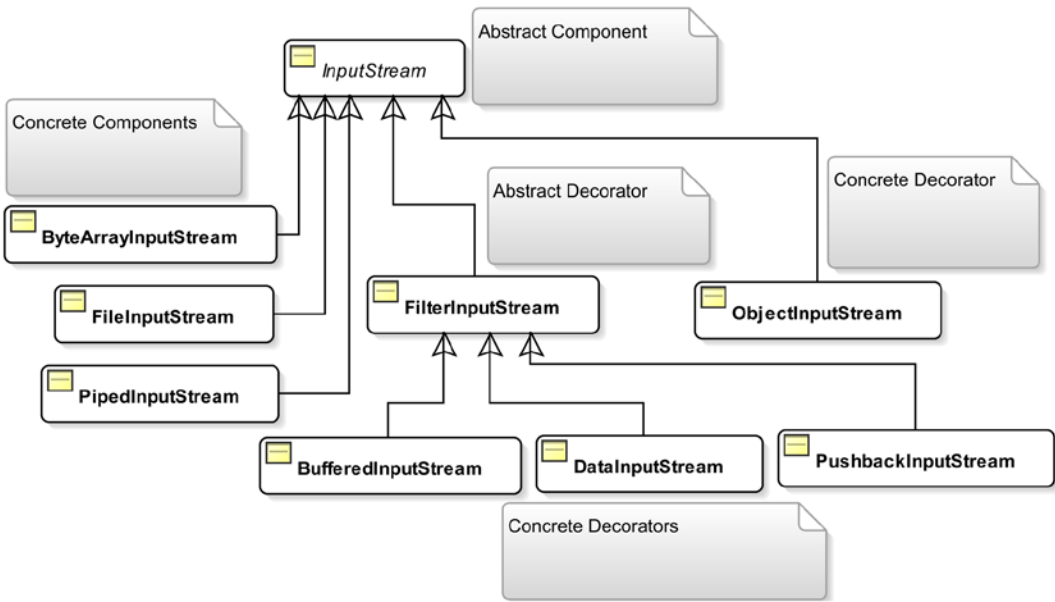 Abstract Component
InputStream
Concrete Components
Abstract Decorator
Concrete Decorator
ByteArrayInputStream
FileInputStream
FilterInputStream
ObjectInputStream
PipedInputStream
BufferedInputStream
DataInputStream
PushbackInputStream
Concrete Decorators